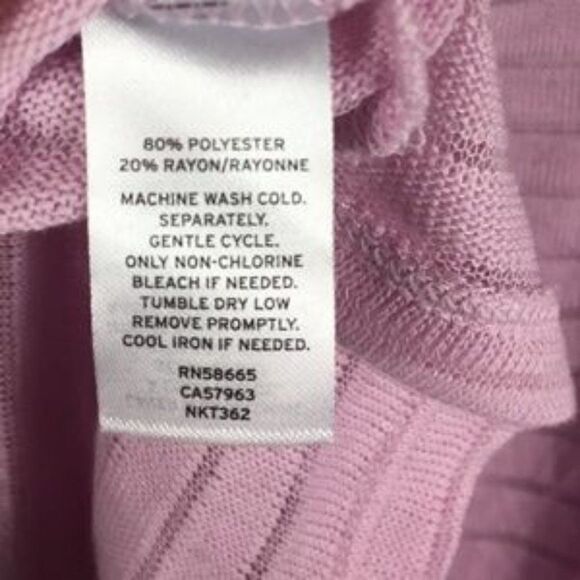 80% POLYESTER
20% RAYON/RAYONNE
MACHINE WASH COLD.
SEPARATELY.
GENTLE CYCLE.
ONLY NON-CHLORINE
BLEACH IF NEEDED.
TUMBLE DRY LOW
REMOVE PROMPTLY.
COOL IRON IF NEEDED.
RN58665
CA57963
NKT362